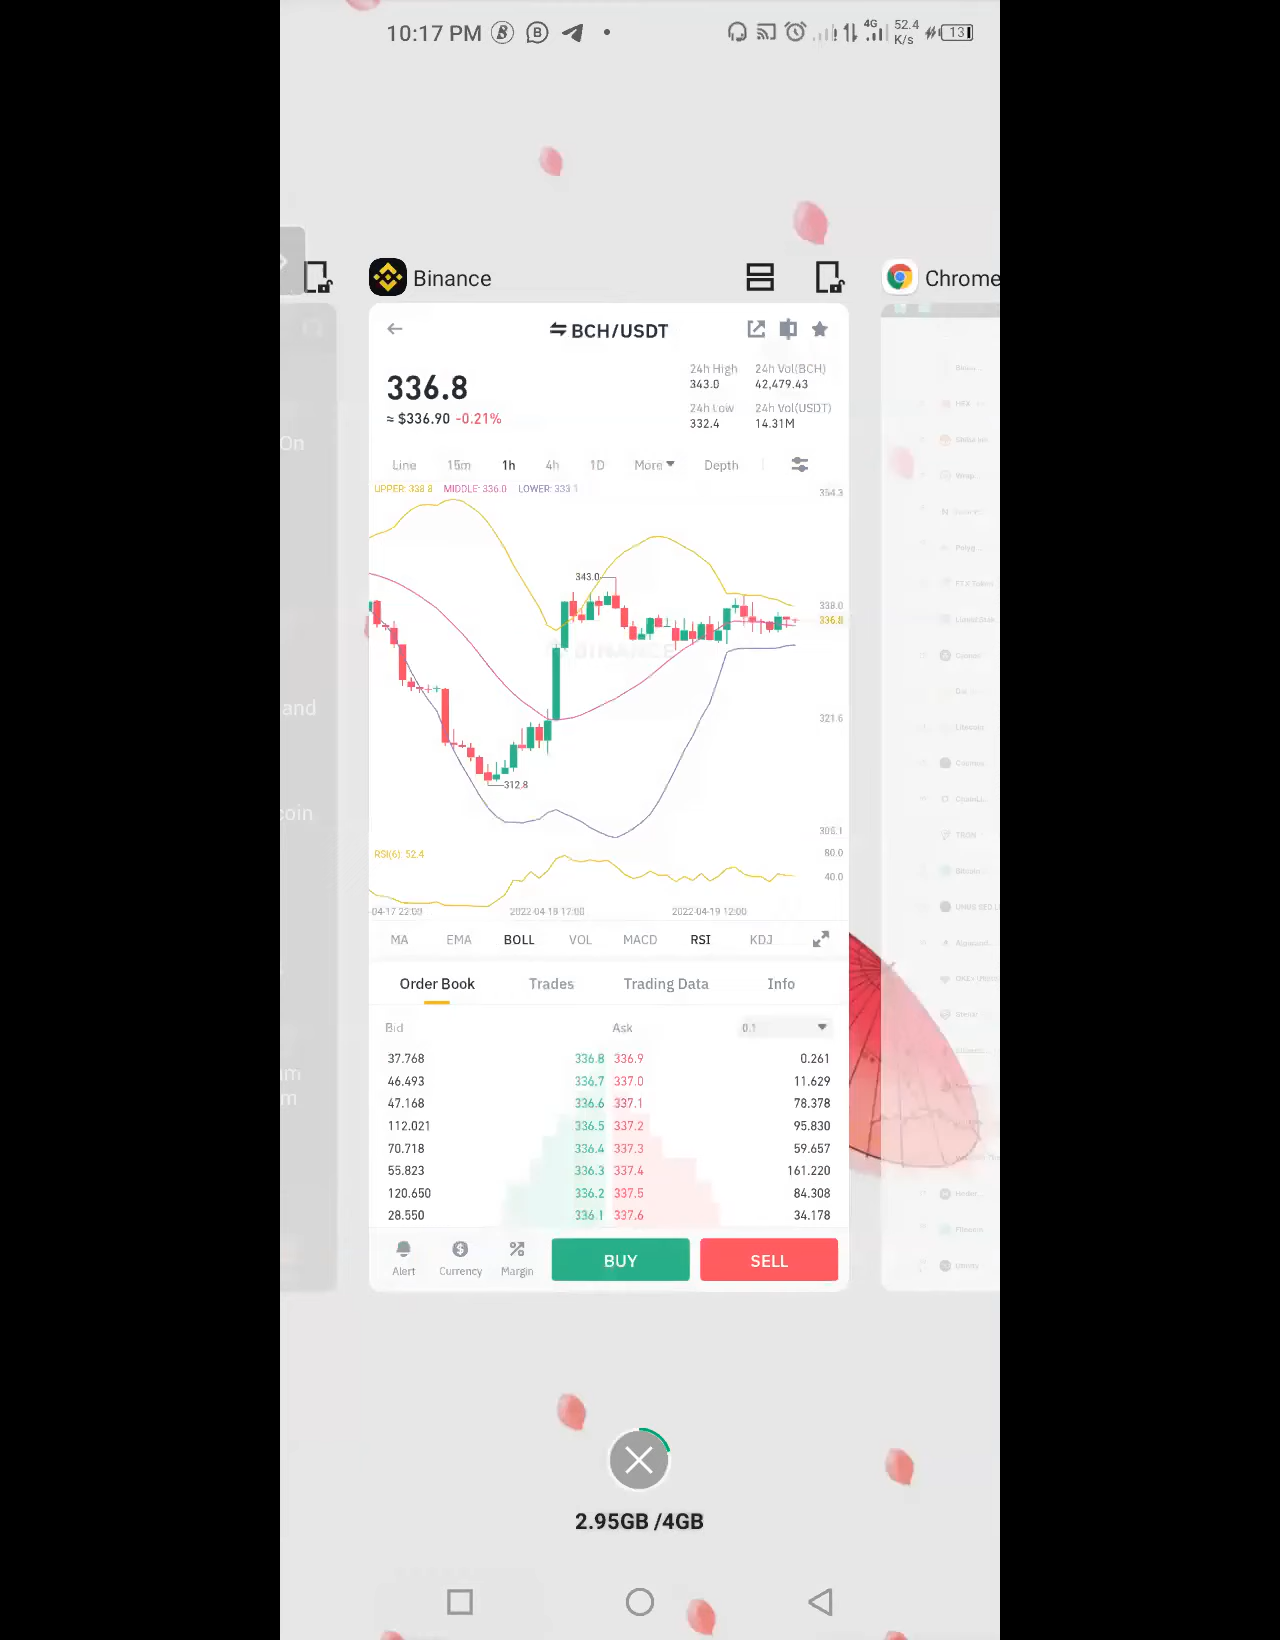 10:17 PM
4G
52.4
K/s
13
On
and
coin
m
Binance
Chrome
BCH/USDT
336.8
≈ $336.90 -0.21%
24h High
343.0
24h Vol(BCH)
42,479.43
24h Low
332.4
24h Vol(USDT)
14.31M
Line 15m 1h 4h 1D More Depth
UPPER: 338.8 MIDDLE: 336.0 LOWER: 333.1
354.3
343.0
338.0
336.8
BINANCE
321.6
312.8
306.1
RSI(6): 52.4
80.0
40.0
04-17 22:00 2022-04-18 17:00 2022-04-19 12:00
MA EMA BOLL VOL MACD RSI KDJ
Order Book Trades Trading Data Info
Bid Ask 0.1
37.768 336.8 336.9 0.261
46.493 336.7 337.0 11.629
47.168 336.6 337.1 78.378
112.021 336.5 337.2 95.830
70.718 336.4 337.3 59.657
55.823 336.3 337.4 161.220
120.650 336.2 337.5 84.308
28.550 336.1 337.6 34.178
Alert Currency Margin BUY SELL
2.95GB /4GB